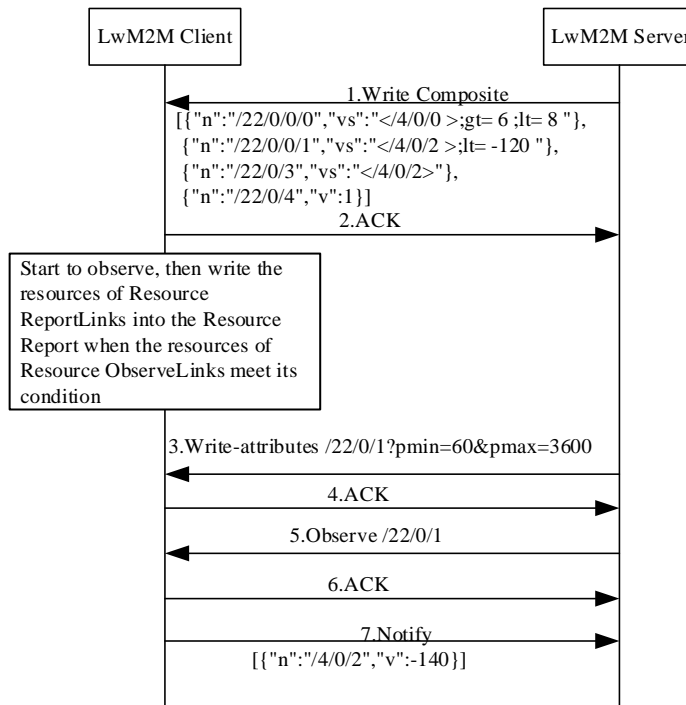 LwM2M Client
LwM2M Server
1.Write Composite
[{"n":"/22/0/0/0","vs":"</4/0/0 >;gt= 6 ;lt= 8 "},
{"n":"/22/0/0/1","vs":"</4/0/2 >;lt= -120 "},
{"n":"/22/0/3","vs":"</4/0/2>"},
{"n":"/22/0/4","v":1}]
2.ACK
Start to observe, then write the
resources of Resource
ReportLinks into the Resource
Report when the resources of
Resource ObserveLinks meet its
condition
3.Write-attributes /22/0/1?pmin=60&pmax=3600
4.ACK
5.Observe /22/0/1
6.ACK
7.Notify
[{"n":"/4/0/2","v":-140}]